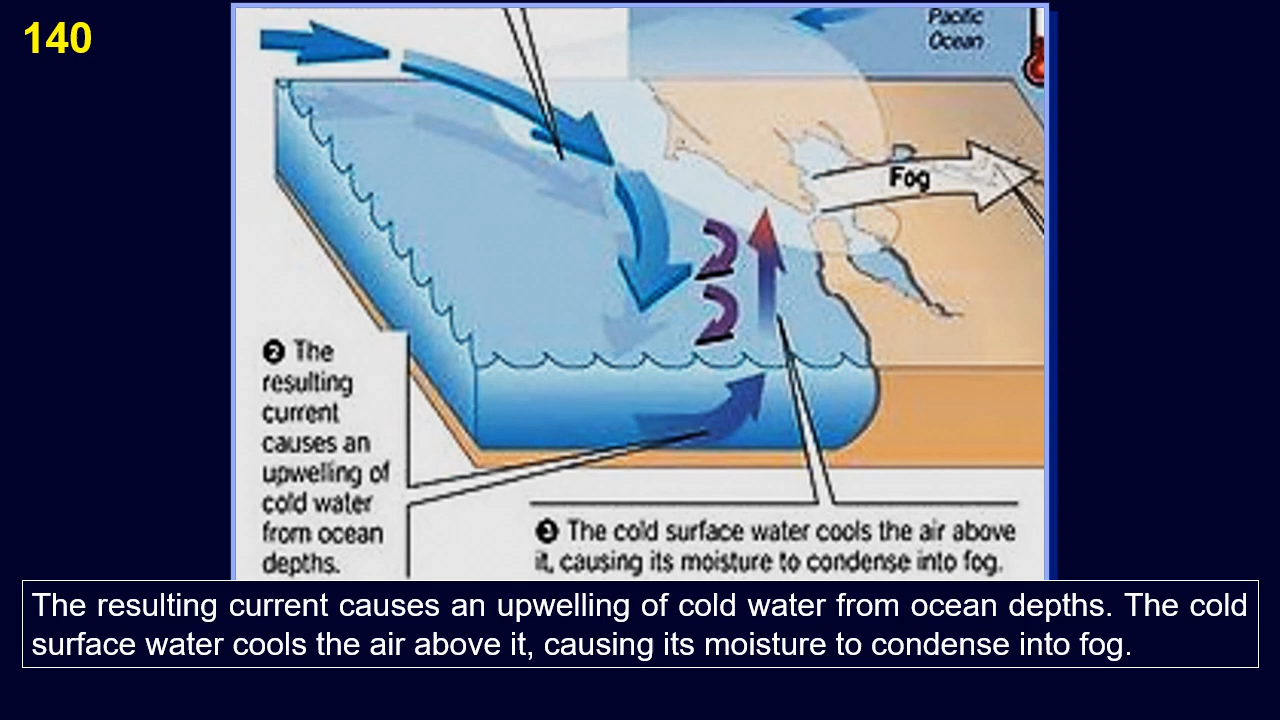 140
Pacific
Ocean
Fog
❷ The
resulting
current
causes an
upwelling of
cold water
from ocean
depths.
❸ The cold surface water cools the air above
it, causing its moisture to condense into fog.
The resulting current causes an upwelling of cold water from ocean depths. The cold
surface water cools the air above it, causing its moisture to condense into fog.